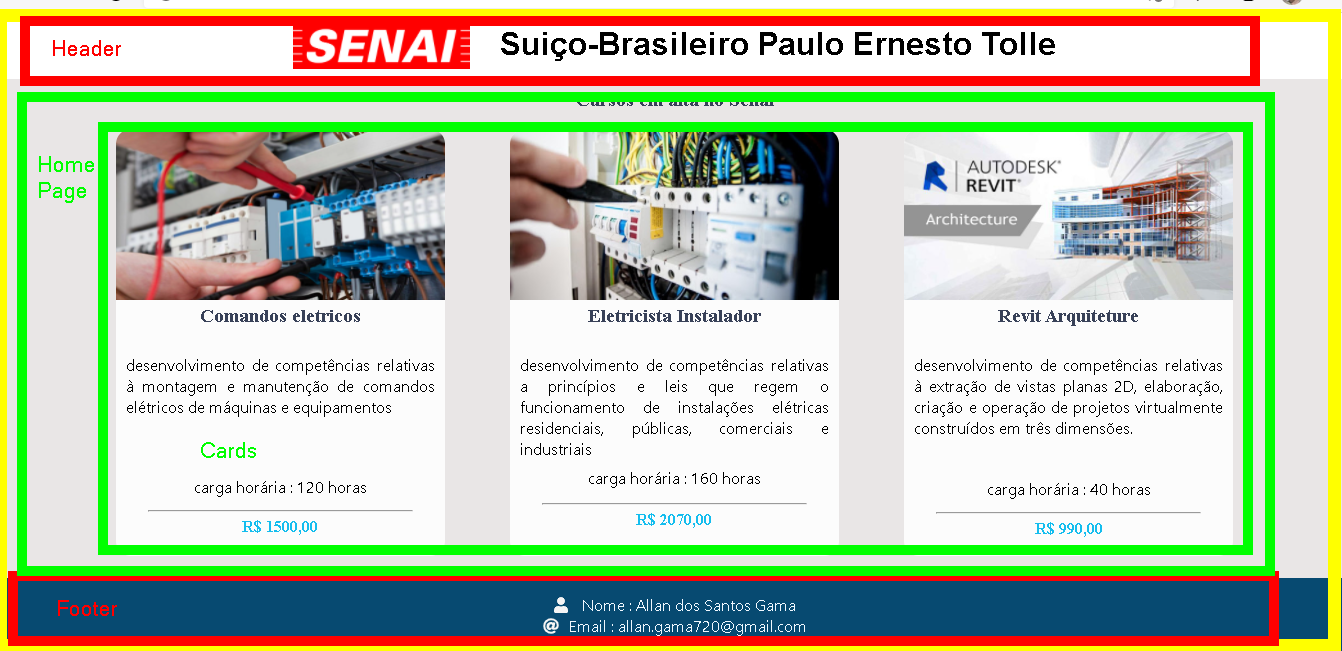 Header
SENAI
Suiço-Brasileiro Paulo Ernesto Tolle
Cursos em alta no Senai
Home
Page
AUTODESK®
REVIT®
Architecture
Comandos eletricos
Eletricista Instalador
Revit Arquiteture
desenvolvimento de competências relativas
à montagem e manutenção de comandos
elétricos de máquinas e equipamentos
desenvolvimento de competências relativas
a princípios e leis que regem o
funcionamento de instalações elétricas
residenciais, públicas, comerciais e
industriais
desenvolvimento de competências relativas
à extração de vistas planas 2D, elaboração,
criação e operação de projetos virtualmente
construídos em três dimensões.
Cards
carga horária : 120 horas
carga horária : 160 horas
carga horária : 40 horas
R$ 1500,00
R$ 2070,00
R$ 990,00
Footer
Nome : Allan dos Santos Gama
Email : allan.gama720@gmail.com